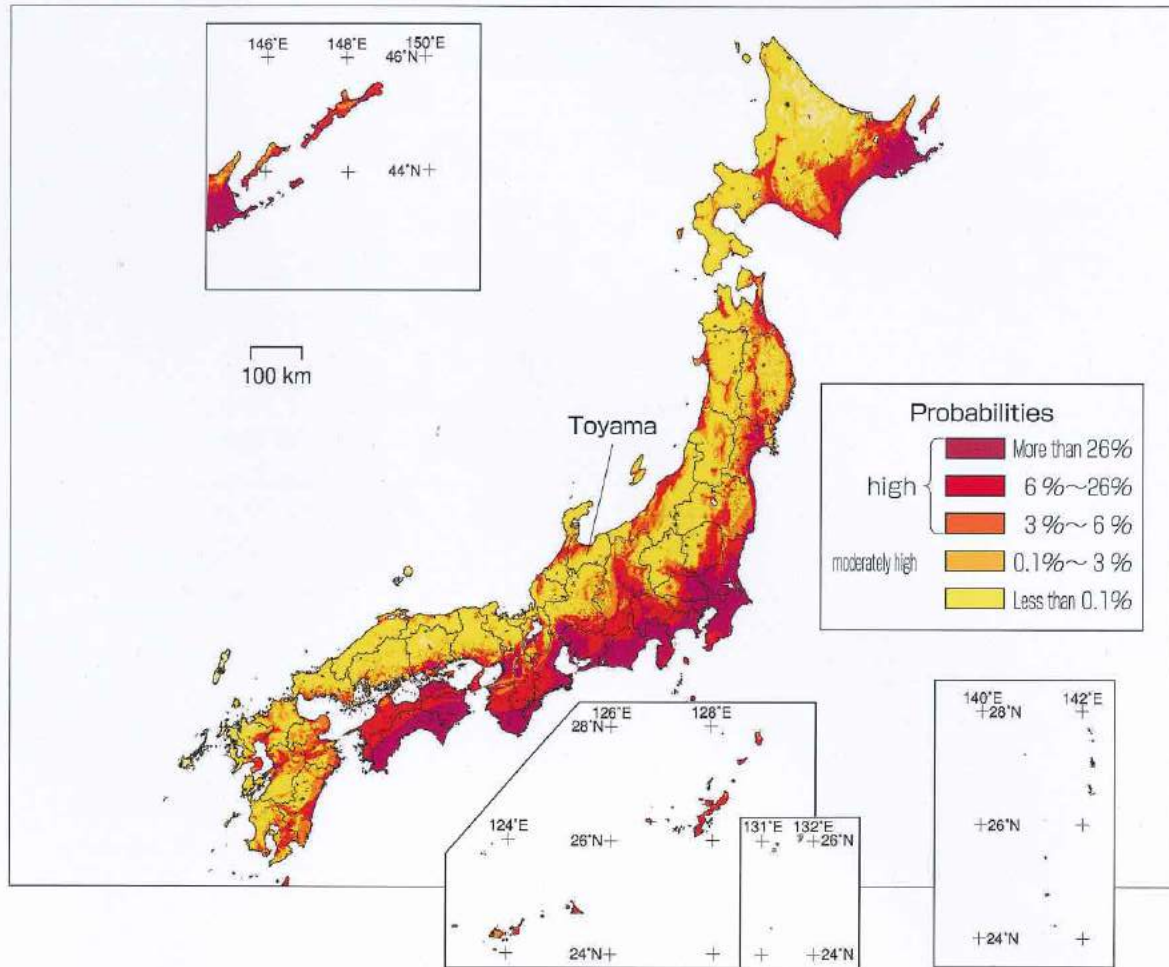 146°E 148°E 150°E
46°N
44°N
100 km
Toyama
Probabilities
high
More than 26%
6%～26%
3%～6%
moderately high
0.1%～3%
Less than 0.1%
126°E 128°E
28°N
124°E
26°N
24°N
131°E 132°E
26°N
24°N
140°E 142°E
28°N
26°N
24°N